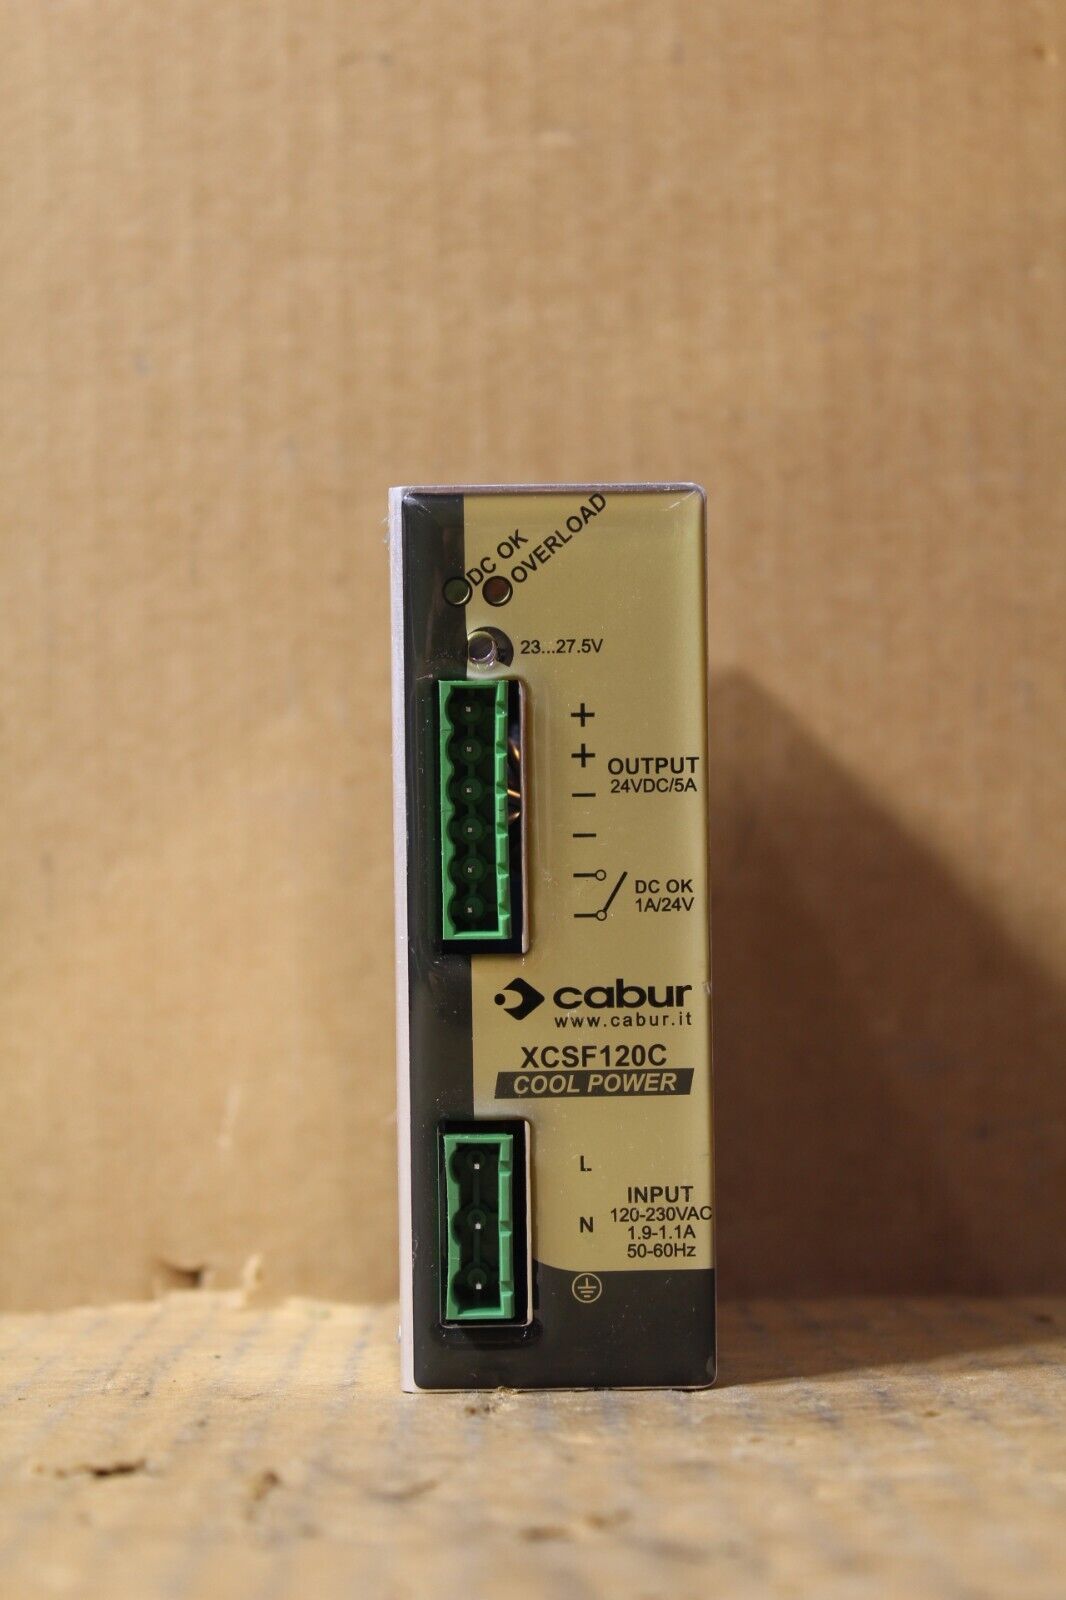 DC OK
OVERLOAD
23...27.5V
+
+
OUTPUT
24VDC/5A
−
−
DC OK
1A/24V
cabur
www.cabur.it
XCSF120C
COOL POWER
L
INPUT
120-230VAC
N
1.9-1.1A
50-60Hz